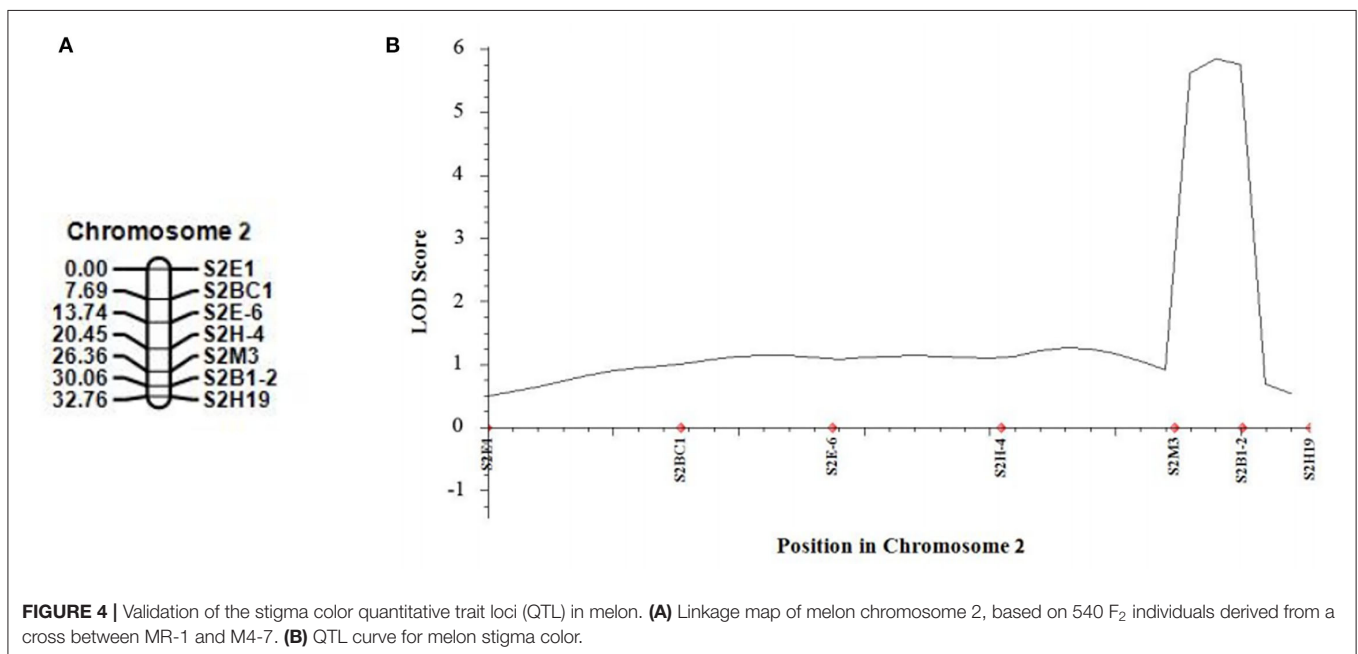 A
Chromosome 2
0.00 S2E1
7.69 S2BC1
13.74 S2E-6
20.45 S2H-4
26.36 S2M3
30.06 S2B1-2
32.76 S2H19
B
6
5
4
3
2
1
0
-1
LOD Score
S2E1
S2BC1
S2E-6
S2H-4
S2M3
S2B1-2
S2H19
Position in Chromosome 2
FIGURE 4 | Validation of the stigma color quantitative trait loci (QTL) in melon. (A) Linkage map of melon chromosome 2, based on 540 F₂ individuals derived from a
cross between MR-1 and M4-7. (B) QTL curve for melon stigma color.